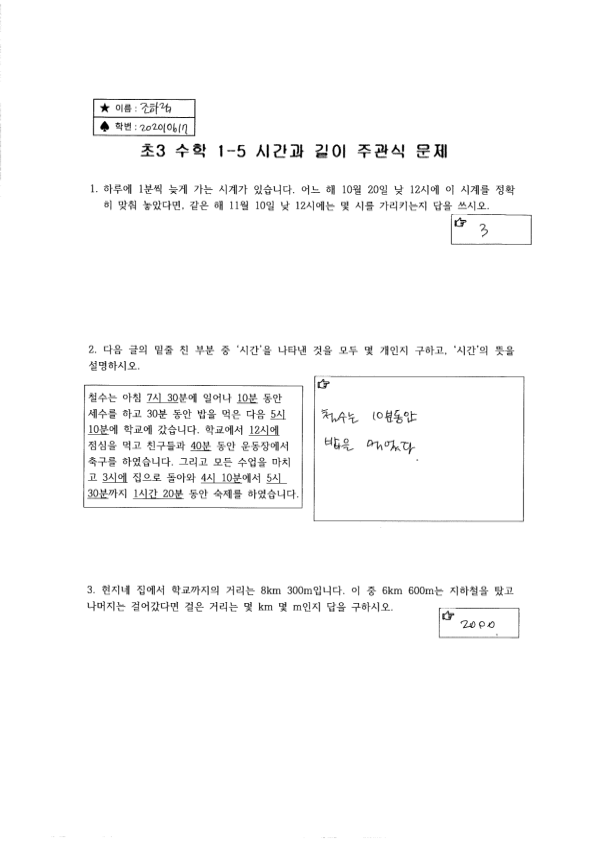 ★ 이름 :
♠ 학번 : 2020106117
초3 수학 1-5 시간과 길이 주관식 문제
1. 하루에 1분씩 늦게 가는 시계가 있습니다. 어느 해 10월 20일 낮 12시에 이 시계를 정확
히 맞춰 놓았다면, 같은 해 11월 10일 낮 12시에는 몇 시를 가리키는지 답을 쓰시오.
☞ 3
2. 다음 글의 밑줄 친 부분 중 '시간'을 나타낸 것을 모두 몇 개인지 구하고, '시간'의 뜻을
설명하시오.
철수는 아침 7시 30분에 일어나 10분 동안
세수를 하고 30분 동안 밥을 먹은 다음 5시
10분에 학교에 갔습니다. 학교에서 12시에
점심을 먹고 친구들과 40분 동안 운동장에서
축구를 하였습니다. 그리고 모든 수업을 마치
고 3시에 집으로 돌아와 4시 10분에서 5시
30분까지 1시간 20분 동안 숙제를 하였습니다.
☞
철수는 10분동안
밥을 먹었다.
3. 현지네 집에서 학교까지의 거리는 8km 300m입니다. 이 중 6km 600m는 지하철을 탔고
나머지는 걸어갔다면 걸은 거리는 몇 km 몇 m인지 답을 구하시오.
☞ 2000